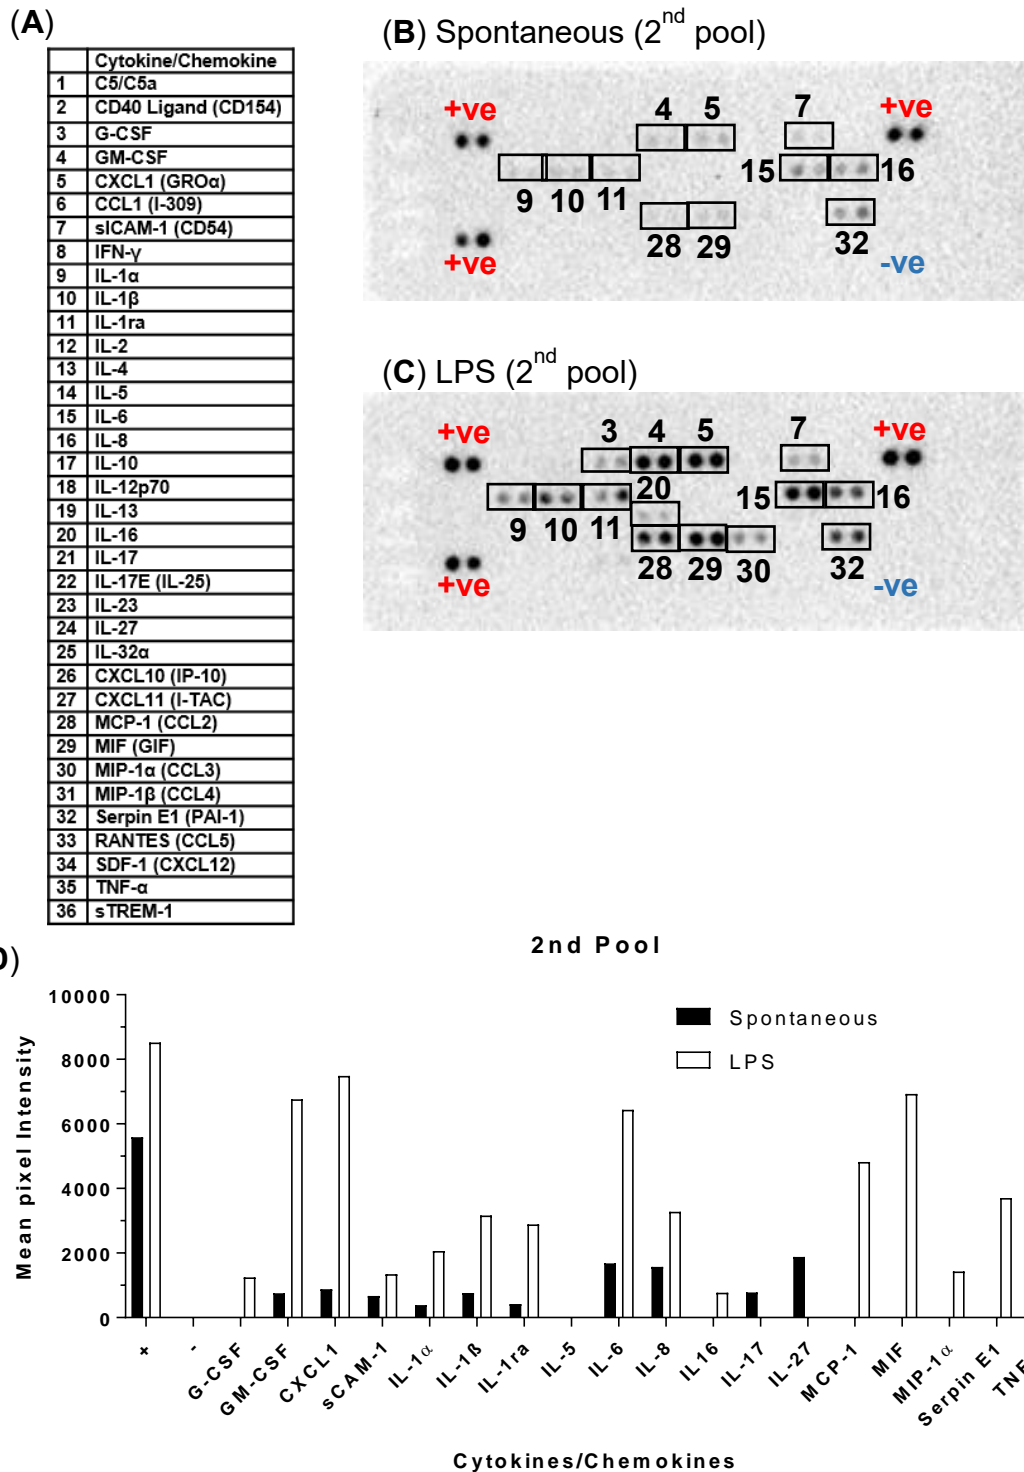 (A)
Cytokine/Chemokine
1 C5/C5a
2 CD40 Ligand (CD154)
3 G-CSF
4 GM-CSF
5 CXCL1 (GROα)
6 CCL1 (I-309)
7 sICAM-1 (CD54)
8 IFN-γ
9 IL-1α
10 IL-1β
11 IL-1ra
12 IL-2
13 IL-4
14 IL-5
15 IL-6
16 IL-8
17 IL-10
18 IL-12p70
19 IL-13
20 IL-16
21 IL-17
22 IL-17E (IL-25)
23 IL-23
24 IL-27
25 IL-32α
26 CXCL10 (IP-10)
27 CXCL11 (I-TAC)
28 MCP-1 (CCL2)
29 MIF (GIF)
30 MIP-1α (CCL3)
31 MIP-1β (CCL4)
32 Serpin E1 (PAI-1)
33 RANTES (CCL5)
34 SDF-1 (CXCL12)
35 TNF-α
36 sTREM-1
(B) Spontaneous (2nd pool)
+ve 4 5 7 +ve
15 16
9 10 11
28 29 32
+ve -ve
(C) LPS (2nd pool)
+ve 3 4 5 7 +ve
20 15 16
9 10 11
28 29 30 32
+ve -ve
D)
2nd Pool
Spontaneous
LPS
Mean pixel Intensity
10000
8000
6000
4000
2000
0
+
-
G-CSF
GM-CSF
CXCL1
sCAM-1
IL-1α
IL-1ß
IL-1ra
IL-5
IL-6
IL-8
IL16
IL-17
IL-27
MCP-1
MIF
MIP-1α
Serpin E1
TNF
Cytokines/Chemokines